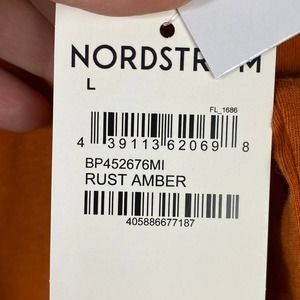 NORDSTROM
L
FL_1686
4 39113 62069 8
BP452676MI
RUST AMBER
405886677187